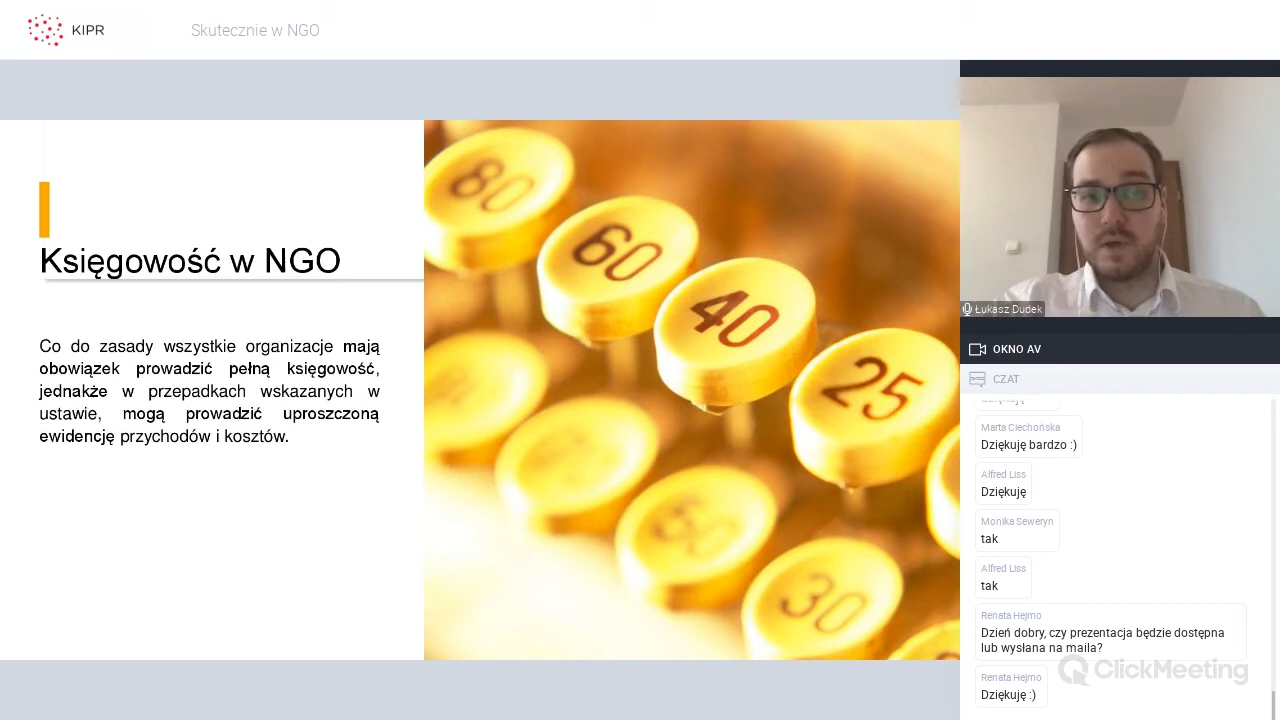 KIPR
Skutecznie w NGO
Księgowość w NGO
Co do zasady wszystkie organizacje mają
obowiązek prowadzić pełną księgowość,
jednakże w przepadkach wskazanych w
ustawie, mogą prowadzić uproszczoną
ewidencję przychodów i kosztów.
80
60
40
25
50
30
Łukasz Dudek
OKNO AV
CZAT
Marta Ciechońska
Dziękuję bardzo :)
Alfred Liss
Dziękuję
Monika Seweryn
tak
Alfred Liss
tak
Renata Hejmo
Dzień dobry, czy prezentacja będzie dostępna
lub wysłana na maila?
Renata Hejmo
Dziękuję :)
ClickMeeting